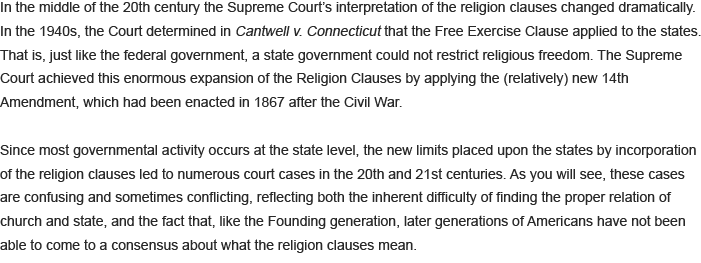 In the middle of the 20th century the Supreme Court’s interpretation of the religion clauses changed dramatically.
In the 1940s, the Court determined in Cantwell v. Connecticut that the Free Exercise Clause applied to the states.
That is, just like the federal government, a state government could not restrict religious freedom. The Supreme
Court achieved this enormous expansion of the Religion Clauses by applying the (relatively) new 14th
Amendment, which had been enacted in 1867 after the Civil War.

Since most governmental activity occurs at the state level, the new limits placed upon the states by incorporation
of the religion clauses led to numerous court cases in the 20th and 21st centuries. As you will see, these cases
are confusing and sometimes conflicting, reflecting both the inherent difficulty of finding the proper relation of
church and state, and the fact that, like the Founding generation, later generations of Americans have not been
able to come to a consensus about what the religion clauses mean.